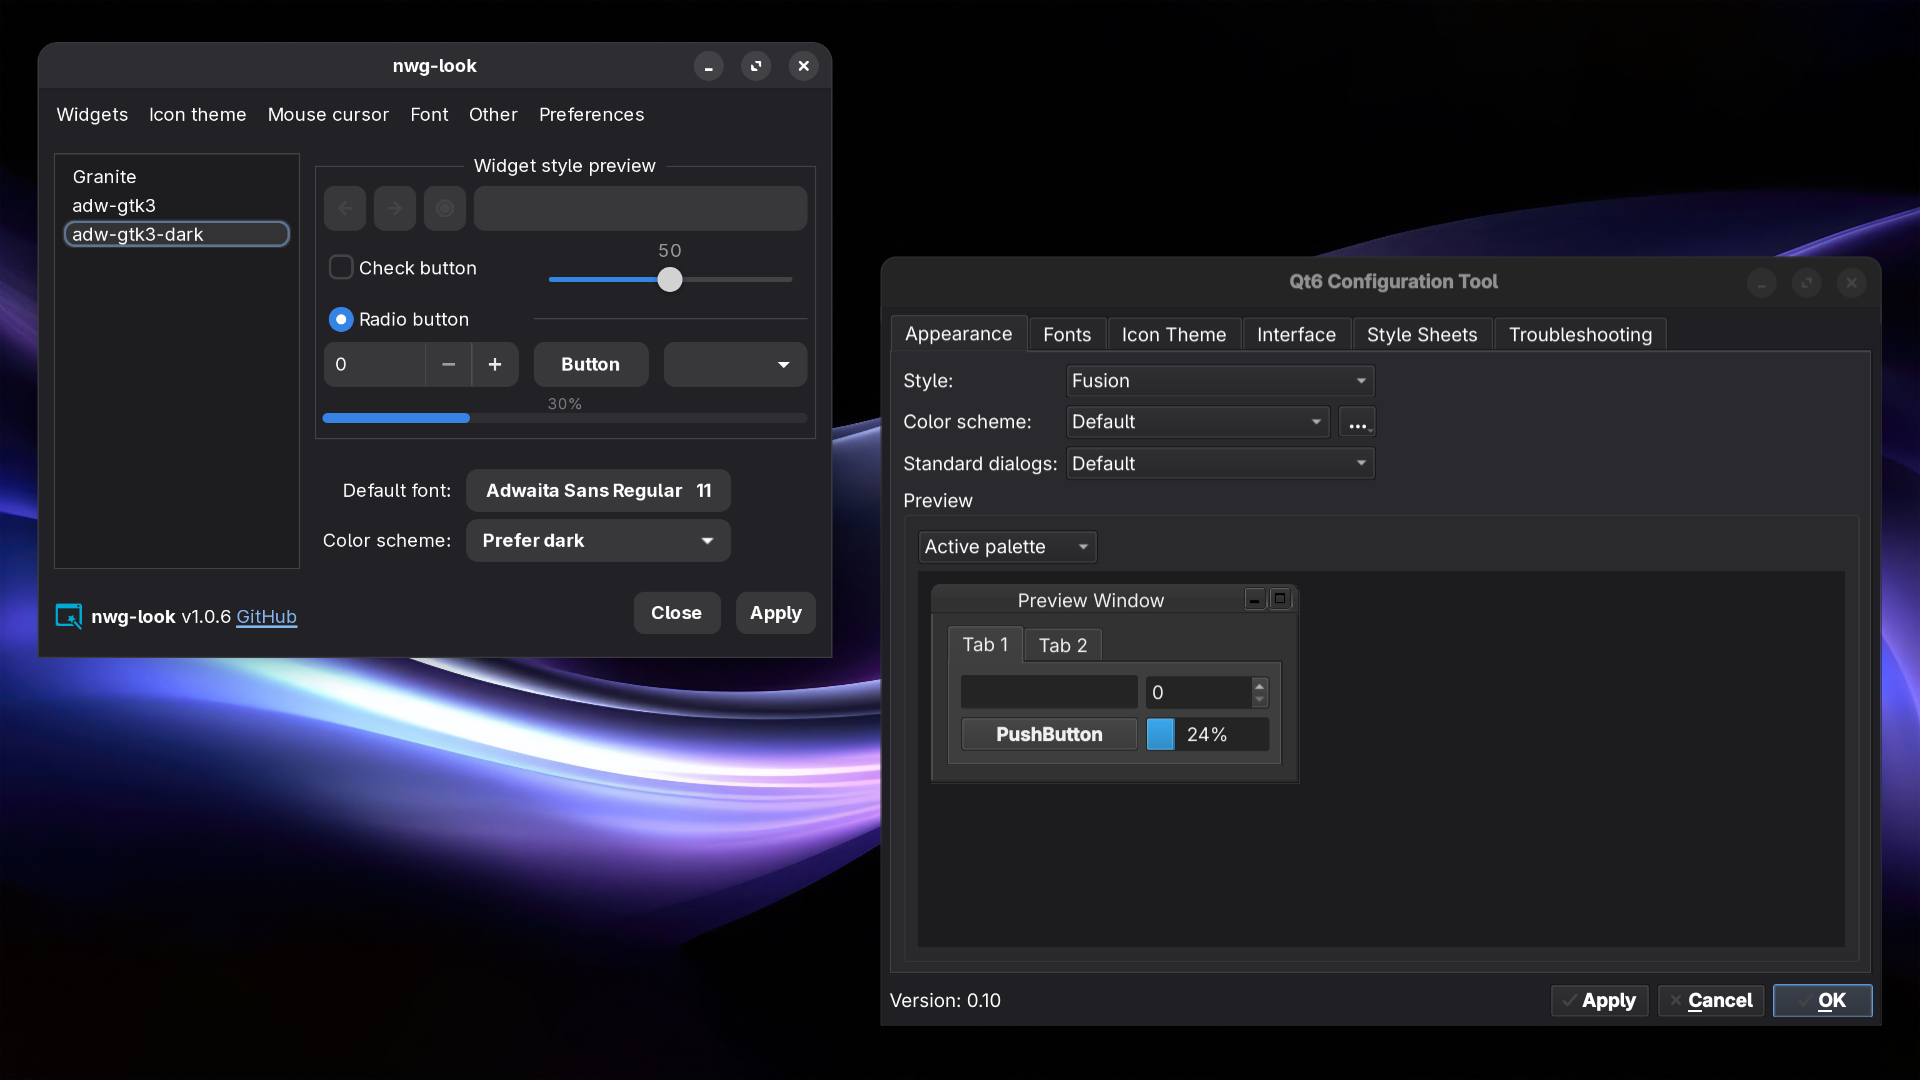 nwg-look
Widgets Icon theme Mouse cursor Font Other Preferences
Granite
adw-gtk3
adw-gtk3-dark
Widget style preview
50
Check button
Radio button
0
Button
30%
Default font: Adwaita Sans Regular 11
Color scheme: Prefer dark
nwg-look v1.0.6 GitHub
Close Apply
Qt6 Configuration Tool
Appearance Fonts Icon Theme Interface Style Sheets Troubleshooting
Style: Fusion
Color scheme: Default ...
Standard dialogs: Default
Preview
Active palette
Preview Window
Tab 1 Tab 2
0
PushButton 24%
Version: 0.10
Apply Cancel OK